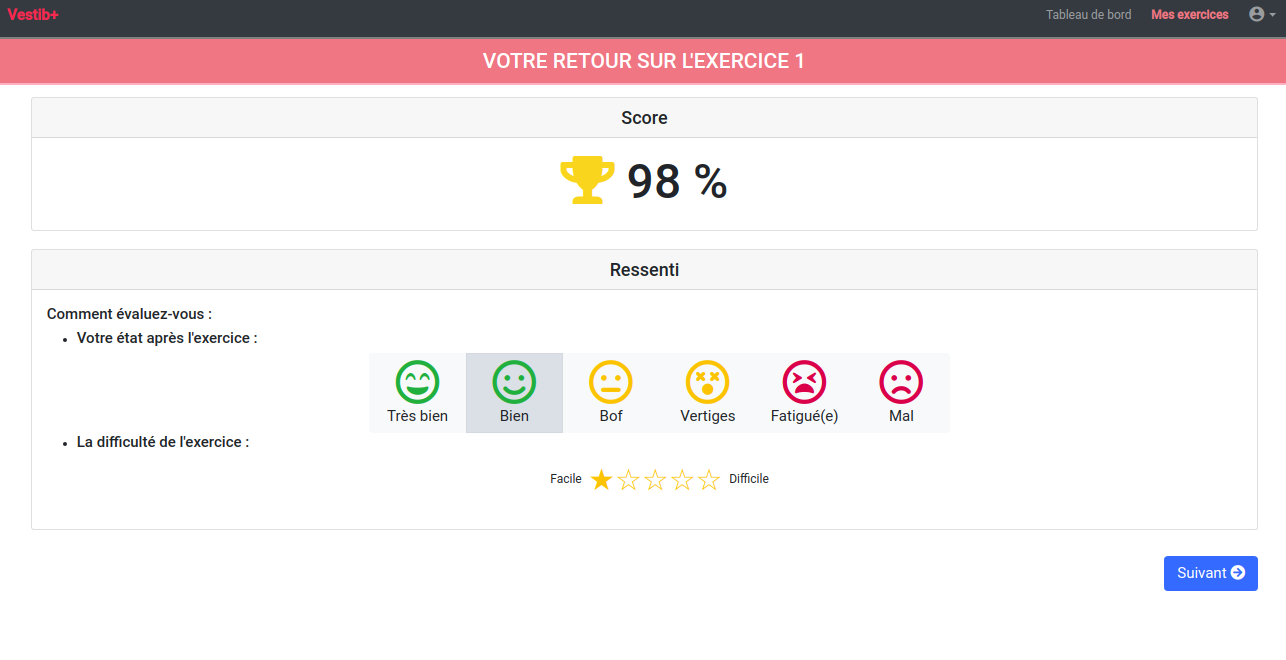 Vestib+ Tableau de bord Mes exercices
VOTRE RETOUR SUR L'EXERCICE 1
Score
98 %
Ressenti
Comment évaluez-vous :
Votre état après l'exercice :
Très bien Bien Bof Vertiges Fatigué(e) Mal
La difficulté de l'exercice :
Facile Difficile
Suivant